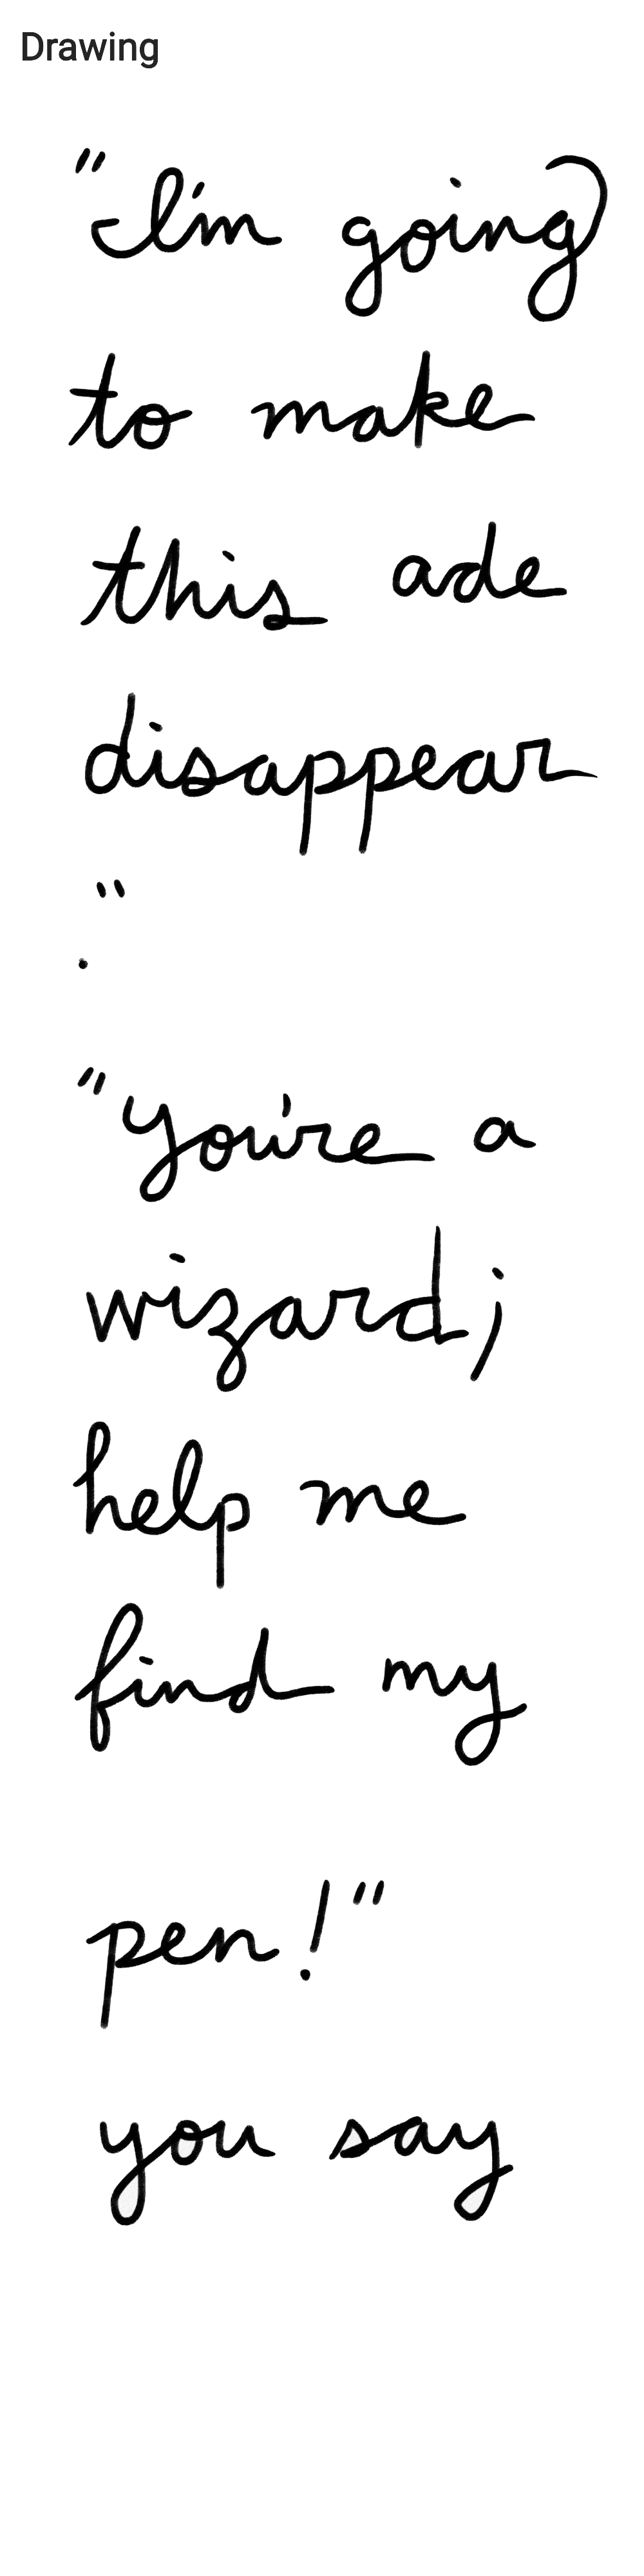 Drawing
"I'm going
to make
this ade
disappear
."
"You're a
wizard;
help me
find my
pen!"
you say